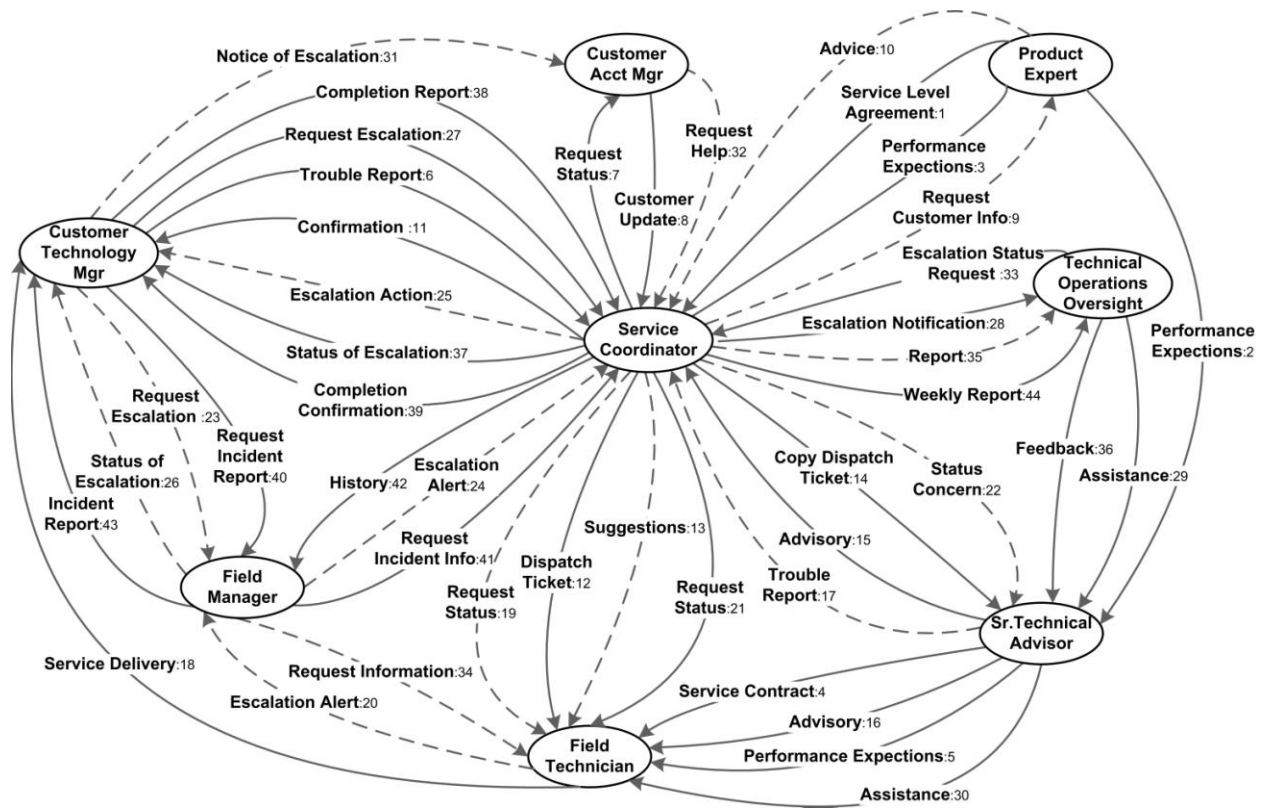 Notice of Escalation:31
Customer
Acct Mgr
Advice:10
Product
Expert
Completion Report:38
Service Level
Agreement:1
Request Escalation:27
Request
Help:32
Performance
Expections:3
Request
Status:7
Trouble Report:6
Customer
Update:8
Request
Customer Info:9
Customer
Technology
Mgr
Confirmation :11
Escalation Status
Request :33
Technical
Operations
Oversight
Escalation Action:25
Service
Coordinator
Escalation Notification:28
Performance
Expections:2
Status of Escalation:37
Report:35
Completion
Confirmation:39
Weekly Report:44
Request
Escalation:23
Request
Incident
Report:40
Status of
Escalation:26
Incident
Report:43
History:42
Escalation
Alert:24
Copy Dispatch
Ticket:14
Status
Concern:22
Feedback:36
Assistance:29
Suggestions:13
Advisory:15
Request
Incident Info:41
Field
Manager
Dispatch
Ticket:12
Request
Status:19
Request
Status:21
Trouble
Report:17
Sr.Technical
Advisor
Service Delivery:18
Request Information:34
Service Contract:4
Escalation Alert:20
Advisory:16
Field
Technician
Performance Expections:5
Assistance:30